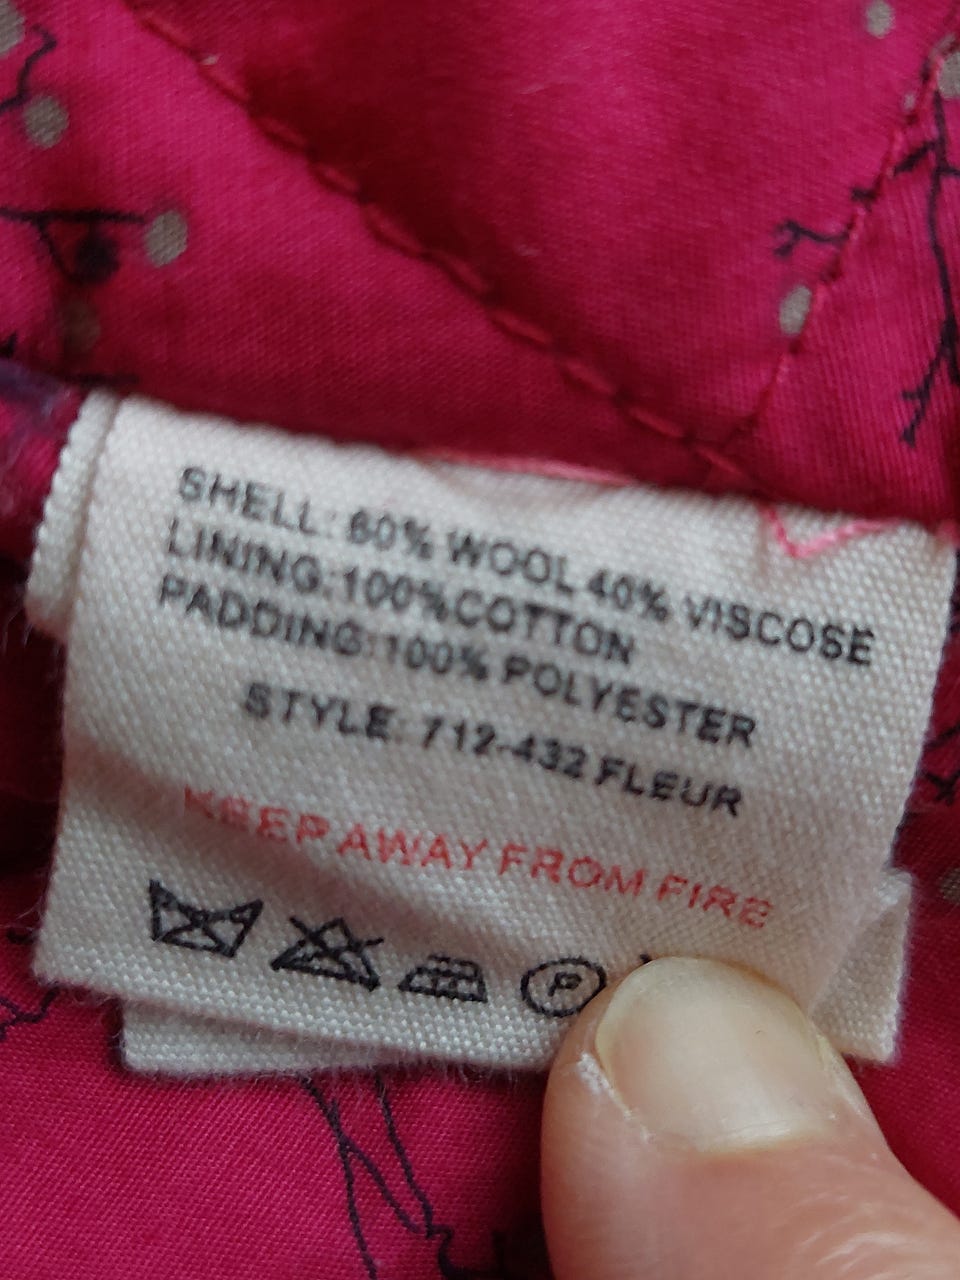 SHELL: 60% WOOL 40% VISCOSE
LINING:100%COTTON
PADDING:100% POLYESTER
STYLE: 712-432 FLEUR
KEEP AWAY FROM FIRE
P